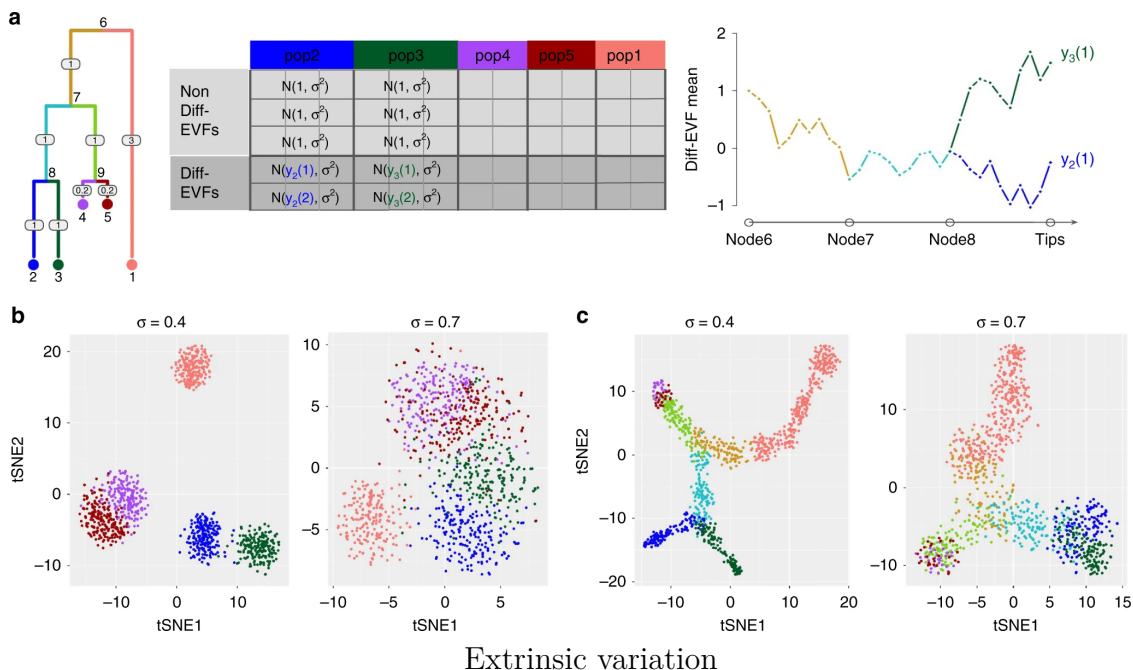 a
6
1
7
1
1
3
8
9
0.2
0.2
4
5
1
1
2
3
1
pop2 pop3 pop4 pop5 pop1
Non
Diff-
EVFs
N(1, σ²) N(1, σ²)
N(1, σ²) N(1, σ²)
N(1, σ²) N(1, σ²)
Diff-
EVFs
N(y₂(1), σ²) N(y₃(1), σ²)
N(y₂(2), σ²) N(y₃(2), σ²)
Diff-EVF mean
2
1
0
−1
y₃(1)
y₂(1)
Node6 Node7 Node8 Tips
b
σ = 0.4
tSNE2
20
10
0
−10
−10 0 10
tSNE1
σ = 0.7
10
5
0
−5
−10 −5 0 5
tSNE1
c
σ = 0.4
tSNE2
10
0
−10
−20
−10 0 10 20
tSNE1
σ = 0.7
10
0
−10
−10 −5 0 5 10 15
tSNE1
Extrinsic variation